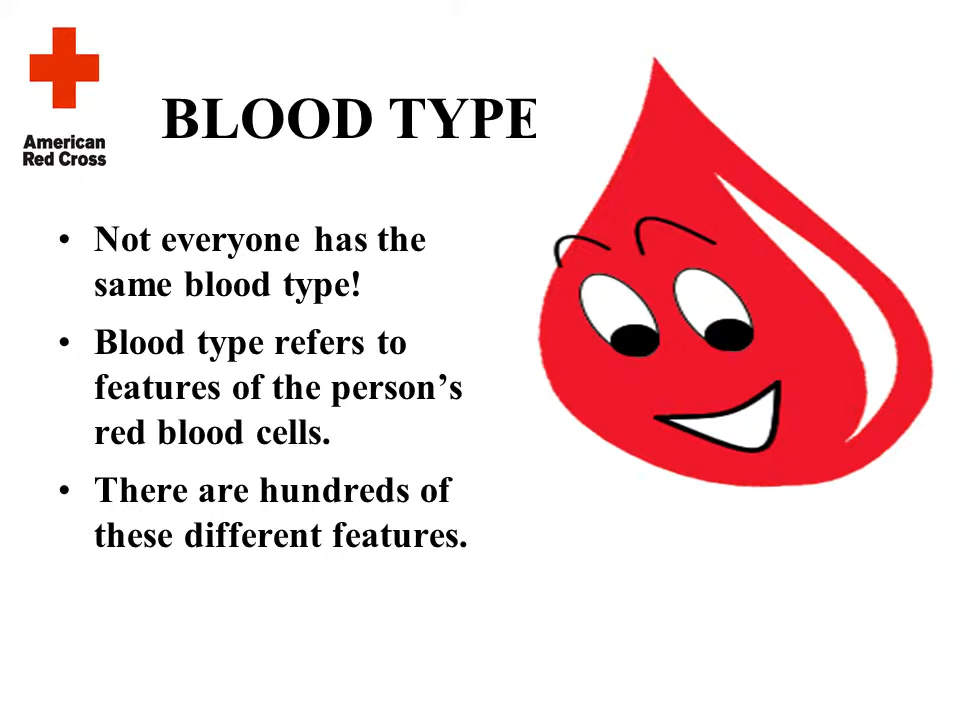 American
Red Cross
BLOOD TYPE
• Not everyone has the
same blood type!
• Blood type refers to
features of the person’s
red blood cells.
• There are hundreds of
these different features.